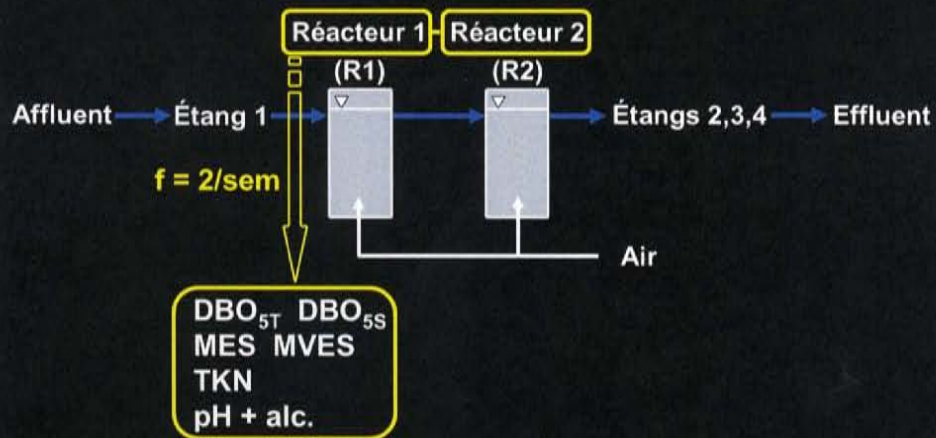 Réacteur 1
Réacteur 2
(R1)
(R2)
Affluent
Étang 1
Étangs 2,3,4
Effluent
f = 2/sem
Air
DBO5T DBO5S
MES MVES
TKN
pH + alc.